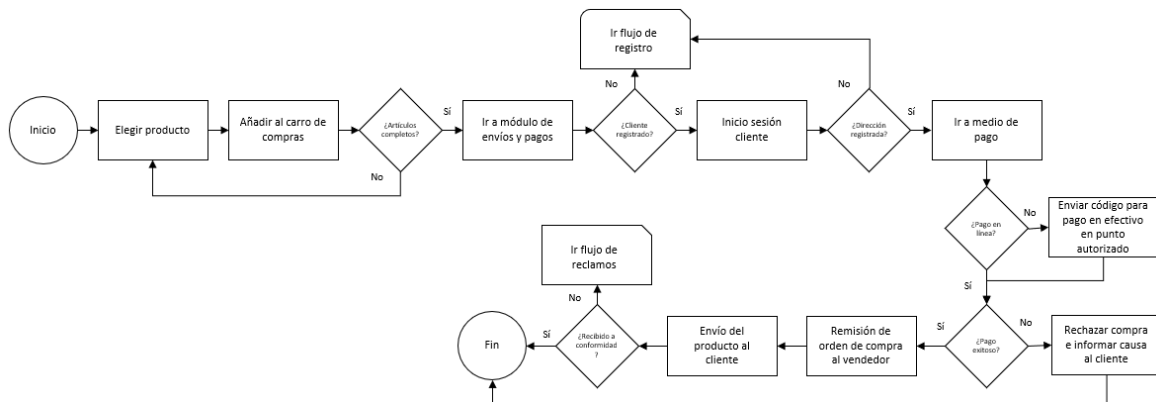 Ir flujo de
registro
No
No
Inicio
Elegir producto
Añadir al carro de
compras
¿Artículos
completos?
Sí
Ir a módulo de
envíos y pagos
¿Cliente
registrado?
Sí
Inicio sesión
cliente
¿Dirección
registrada?
Sí
Ir a medio de
pago
No
¿Pago en
línea?
No
Enviar código para
pago en efectivo
en punto
autorizado
Sí
Ir flujo de
reclamos
No
Fin
Sí
¿Recibido a
conformidad
?
Envío del
producto al
cliente
Remisión de
orden de compra
al vendedor
Sí
¿Pago
exitoso?
No
Rechazar compra
e informar causa
al cliente